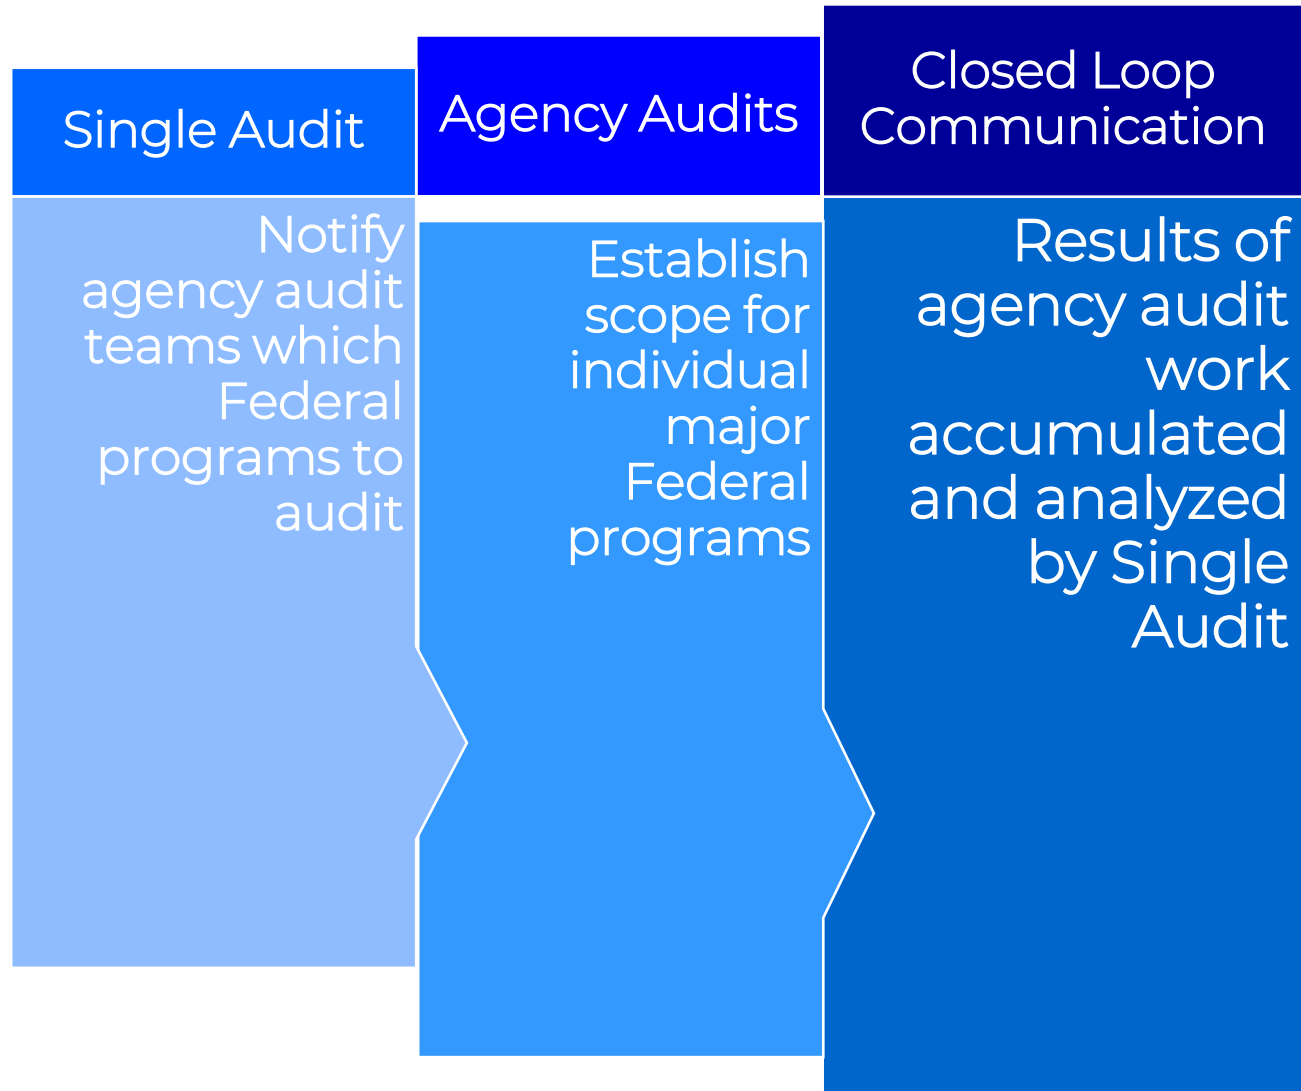 Single Audit
Notify
agency audit
teams which
Federal
programs to
audit
Agency Audits
Establish
scope for
individual
major
Federal
programs
Closed Loop
Communication
Results of
agency audit
work
accumulated
and analyzed
by Single
Audit